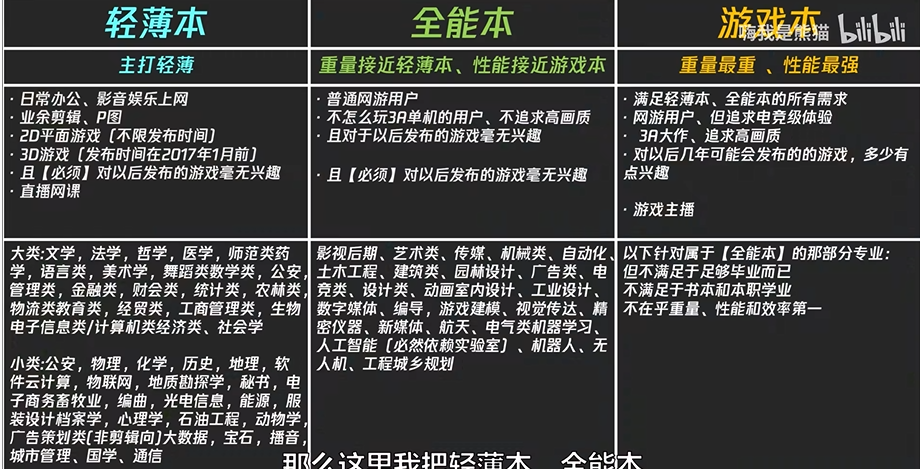 轻薄本
全能本
游戏本
嗨我是熊猫 bilibili
主打轻薄
重量接近轻薄本、性能接近游戏本
重量最重 、性能最强
· 日常办公、影音娱乐上网
· 业余剪辑、P图
· 2D平面游戏（不限发布时间）
· 3D游戏（发布时间在2017年1月前）
· 且【必须】对以后发布的游戏毫无兴趣
· 直播网课
· 普通网游用户
· 不怎么玩3A单机的用户、不追求高画质
· 且对于以后发布的游戏毫无兴趣
· 且【必须】对以后发布的游戏毫无兴趣
· 满足轻薄本、全能本的所有需求
· 网游用户、但追求电竞级体验
· 3A大作、追求高画质
· 对以后几年可能会发布的的游戏，多少有
点兴趣
· 游戏主播
大类:文学，法学，哲学，医学，师范类药
学，语言类，美术学，舞蹈类数学类，公安，
管理类，金融类，财会类，统计类，农林类，
物流类教育类，经贸类，工商管理类，生物
电子信息类/计算机类经济类、社会学
小类:公安，物理，化学，历史，地理，软
件云计算，物联网，地质勘探学，秘书，电
子商务畜牧业，编曲，光电信息，能源，服
装设计档案学，心理学，石油工程，动物学，
广告策划类(非剪辑向)大数据，宝石，播音，
城市管理、国学、通信
影视后期、艺术类、传媒、机械类、自动化、
土木工程、建筑类、园林设计、广告类、电
竞类、设计类、动画室内设计、工业设计、
数字媒体、编导，游戏建模、视觉传达、精
密仪器、新媒体、航天、电气类机器学习、
人工智能（必然依赖实验室）、机器人、无
人机、工程城乡规划
以下针对属于【全能本】的那部分专业：
但不满足于足够毕业而已
不满足于书本和本职学业
不在乎重量、性能和效率第一
那么这里我把轻薄本 全能本